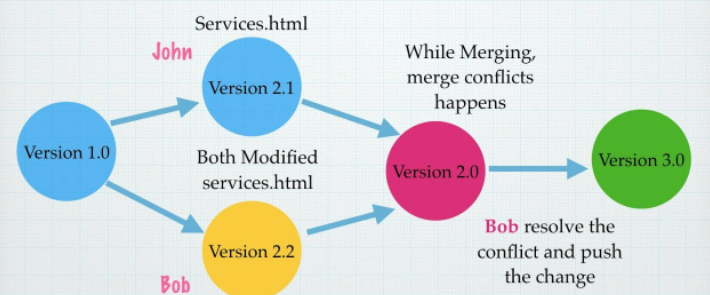 Services.html
John
Version 2.1
While Merging,
merge conflicts
happens
Version 1.0
Both Modified
services.html
Version 2.0
Version 3.0
Version 2.2
Bob
Bob resolve the
conflict and push
the change